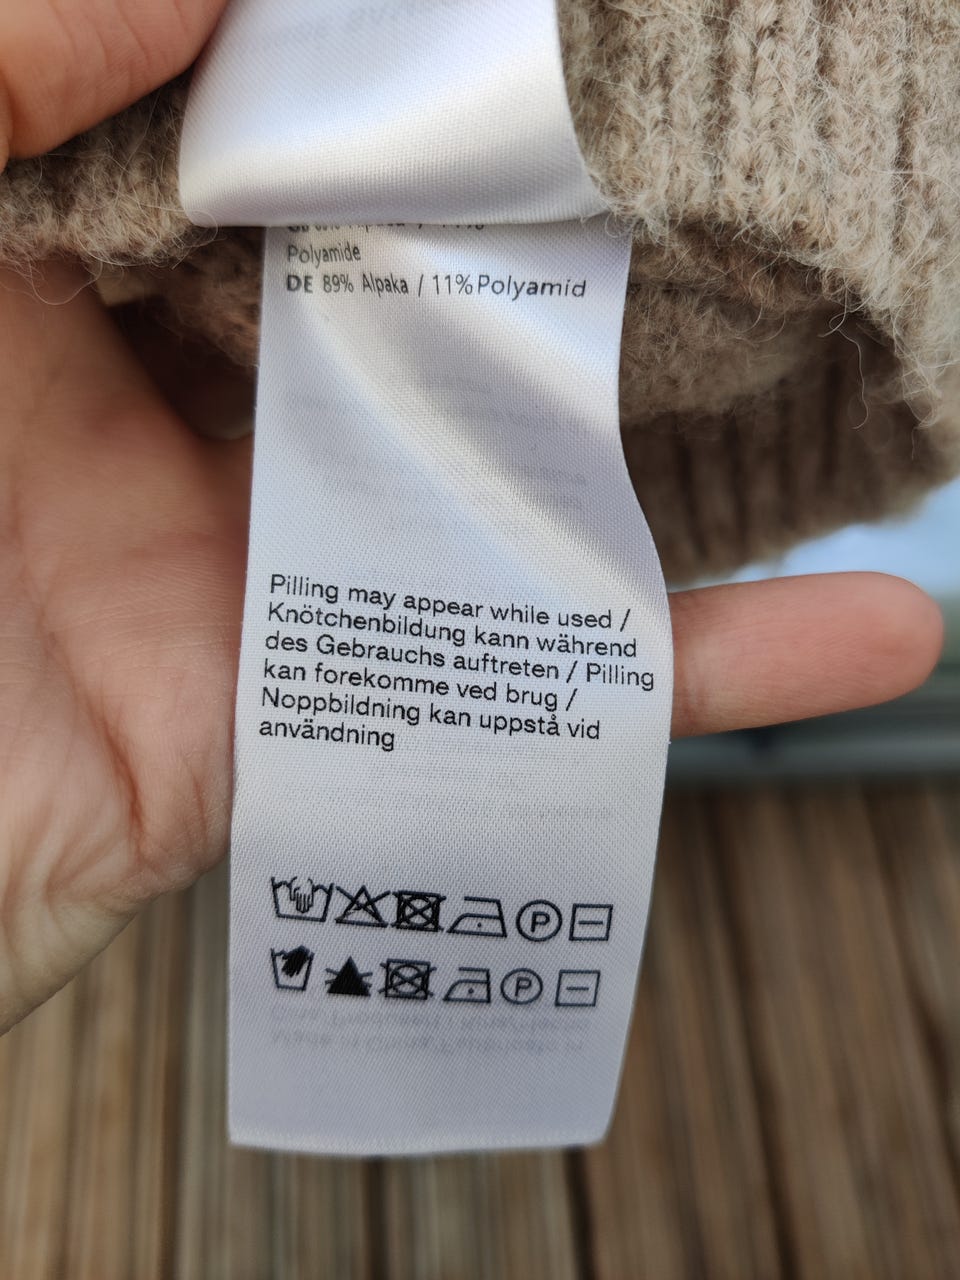 Polyamide
DE 89% Alpaka / 11% Polyamid
Pilling may appear while used /
Knötchenbildung kann während
des Gebrauchs auftreten / Pilling
kan forekomme ved brug /
Noppbildning kan uppstå vid
användning
P
P